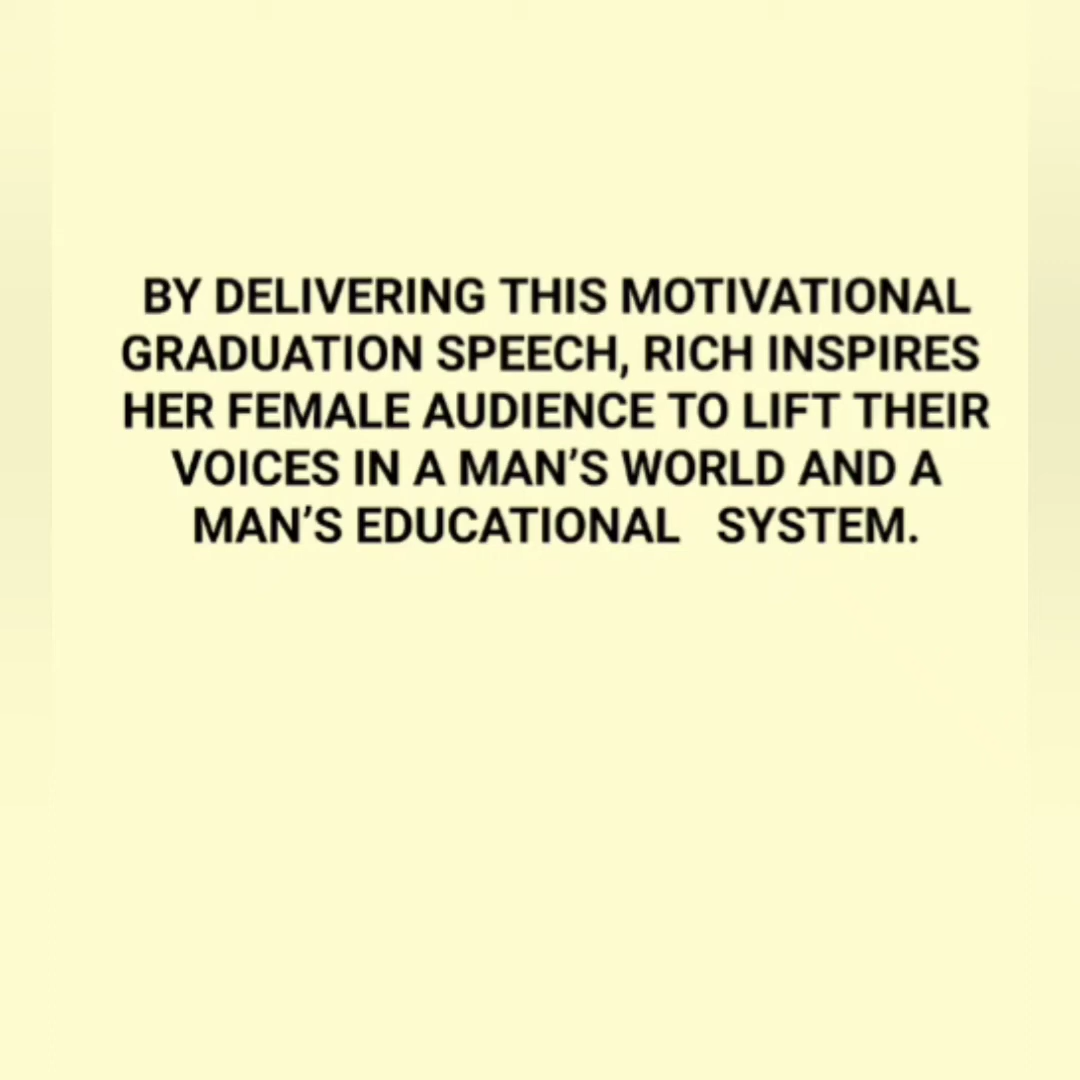 BY DELIVERING THIS MOTIVATIONAL
GRADUATION SPEECH, RICH INSPIRES
HER FEMALE AUDIENCE TO LIFT THEIR
VOICES IN A MAN’S WORLD AND A
MAN’S EDUCATIONAL   SYSTEM.